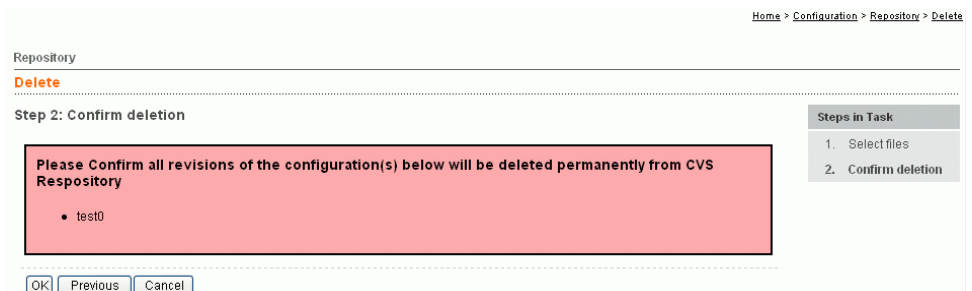 Home > Configuration > Repository > Delete
Repository
Delete
Step 2: Confirm deletion
Please Confirm all revisions of the configuration(s) below will be deleted permanently from CVS
Respository
• test0
OK Previous Cancel
Steps in Task
1. Select files
2. Confirm deletion